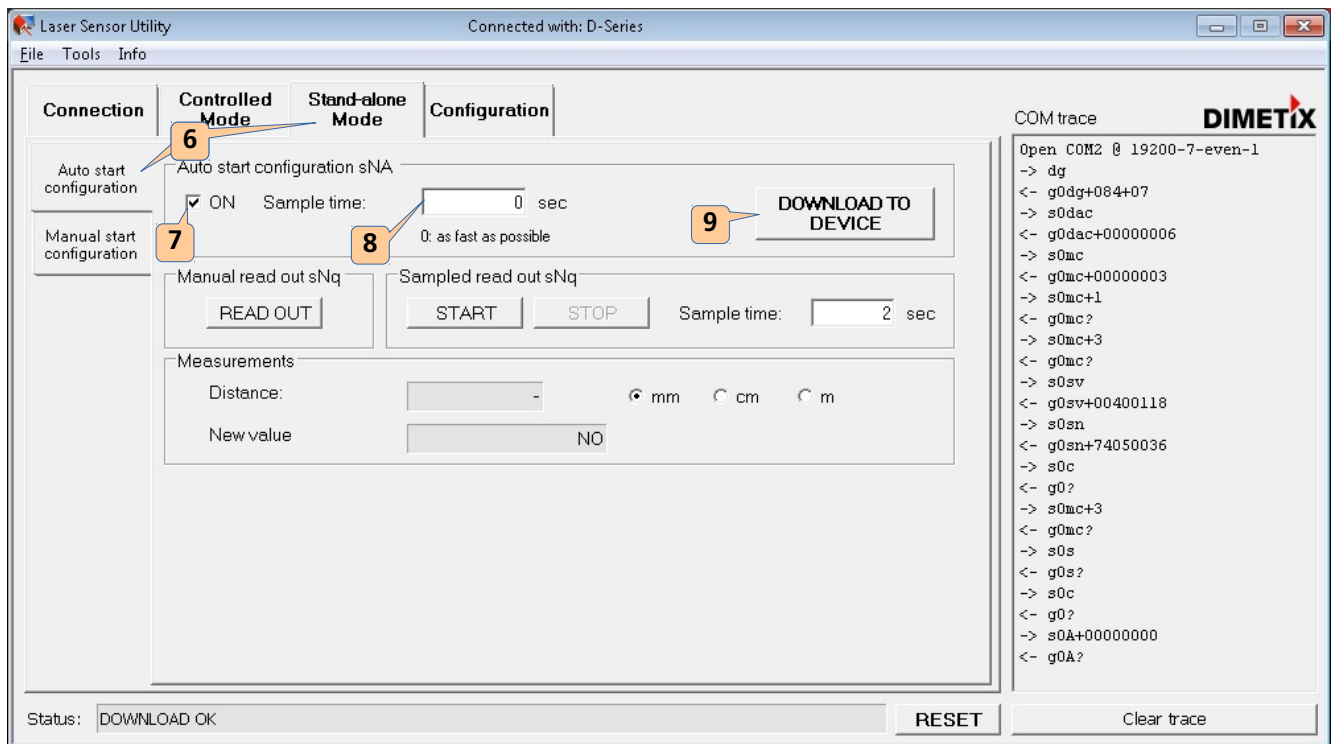 Laser Sensor Utility
Connected with: D-Series
File Tools Info
Connection
Controlled
Mode
Stand-alone
Mode
Configuration
6
Auto start
configuration
Manual start
configuration
Auto start configuration sNA
ON Sample time: 0 sec
0: as fast as possible
7
8
9
DOWNLOAD TO
DEVICE
Manual read out sNq
READ OUT
Sampled read out sNq
START STOP Sample time: 2 sec
Measurements
Distance: - mm cm m
New value NO
COM trace
DIMETIX
Open COM2 @ 19200-7-even-1
-> dg
<- g0dg+084+07
-> s0dac
<- g0dac+00000006
-> s0mc
<- g0mc+00000003
-> s0mc+1
<- g0mc?
-> s0mc+3
<- g0mc?
-> s0sv
<- g0sv+00400118
-> s0sn
<- g0sn+74050036
-> s0c
<- g0?
-> s0mc+3
<- g0mc?
-> s0s
<- g0s?
-> s0c
<- g0?
-> s0A+00000000
<- g0A?
Status: DOWNLOAD OK
RESET
Clear trace